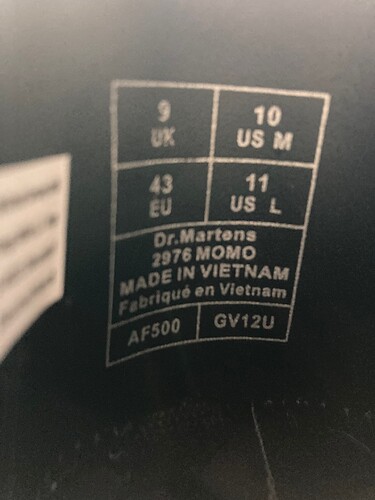 9
UK
10
US M
43
EU
11
US L
Dr.Martens
2976 MOMO
MADE IN VIETNAM
Fabriqué en Vietnam
AF500
GV12U